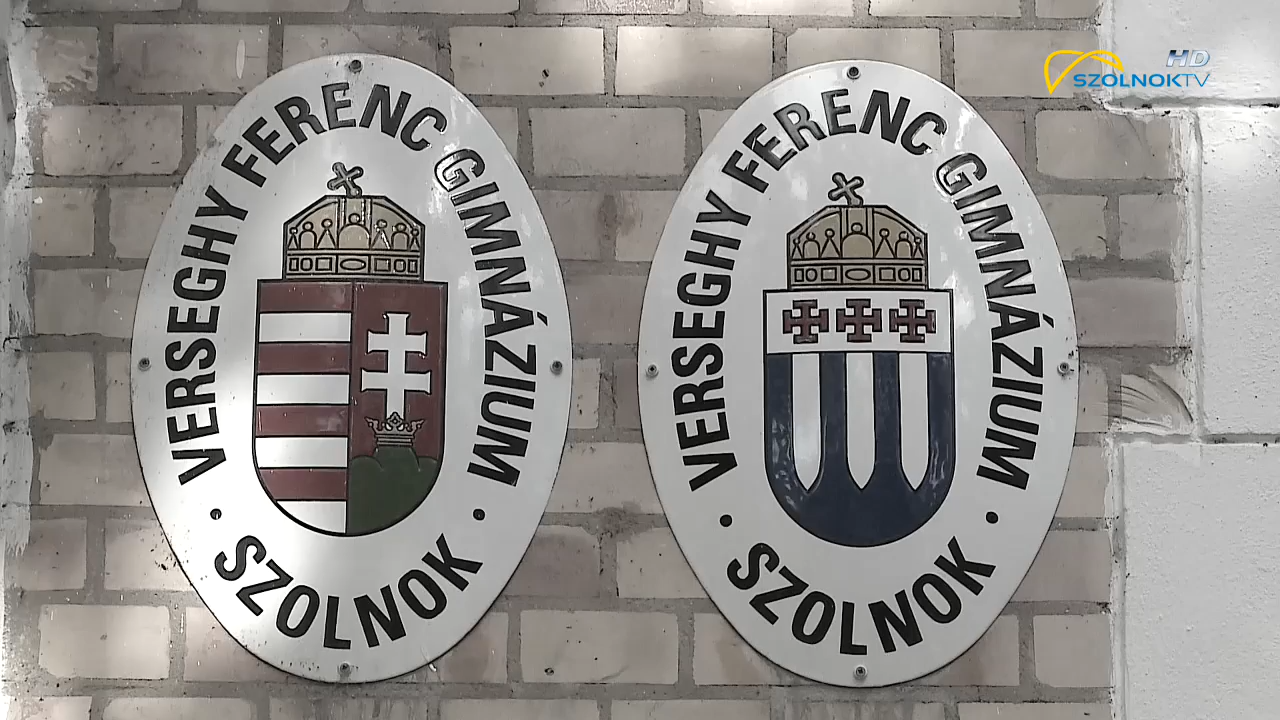 VERSEGHY FERENC GIMNÁZIUM
• SZOLNOK •
VERSEGHY FERENC GIMNÁZIUM
• SZOLNOK •
HD
SZOLNOKTV